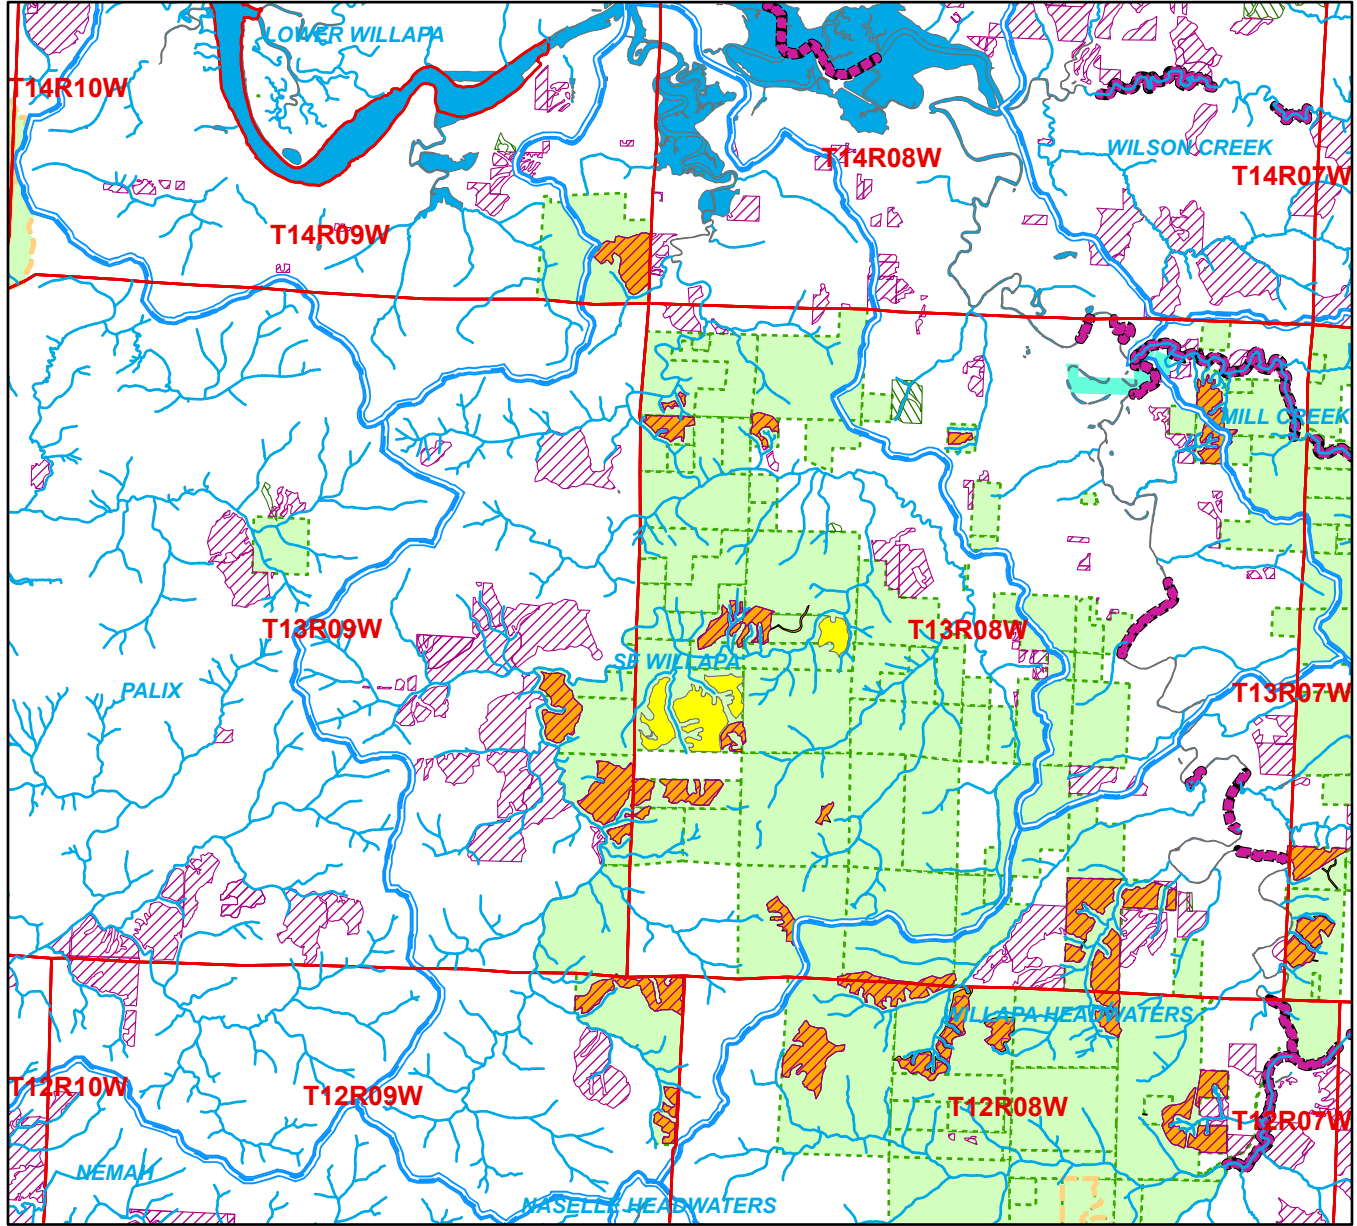 LOWER WILLAPA
T14R10W
WILSON CREEK
T14R08W
T14R07W
T14R09W
MILL CREEK
T13R09W
T13R08W
SF WILLAPA
PALIX
T13R07W
WILLAPA HEADWATERS
T12R10W
T12R09W
T12R08W
T12R07W
NEMAH
NASELLE HEADWATERS